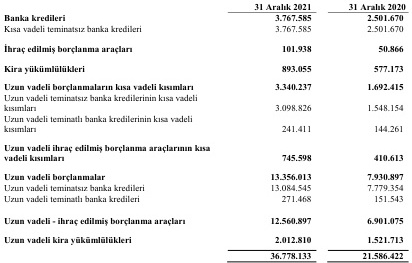 31 Aralık 2021 31 Aralık 2020
Banka kredileri 3.767.585 2.501.670
Kısa vadeli teminatsız banka kredileri 3.767.585 2.501.670
İhraç edilmiş borçlanma araçları 101.938 50.866
Kira yükümlülükleri 893.055 577.173
Uzun vadeli borçlanmaların kısa vadeli kısımları 3.340.237 1.692.415
Uzun vadeli teminatsız banka kredilerinin kısa vadeli
kısımları 3.098.826 1.548.154
Uzun vadeli teminatlı banka kredilerinin kısa vadeli
kısımları 241.411 144.261
Uzun vadeli ihraç edilmiş borçlanma araçlarının kısa
vadeli kısımları 745.598 410.613
Uzun vadeli borçlanmalar 13.356.013 7.930.897
Uzun vadeli teminatsız banka kredileri 13.084.545 7.779.354
Uzun vadeli teminatlı banka kredileri 271.468 151.543
Uzun vadeli - ihraç edilmiş borçlanma araçları 12.560.897 6.901.075
Uzun vadeli kira yükümlülükleri 2.012.810 1.521.713
36.778.133 21.586.422